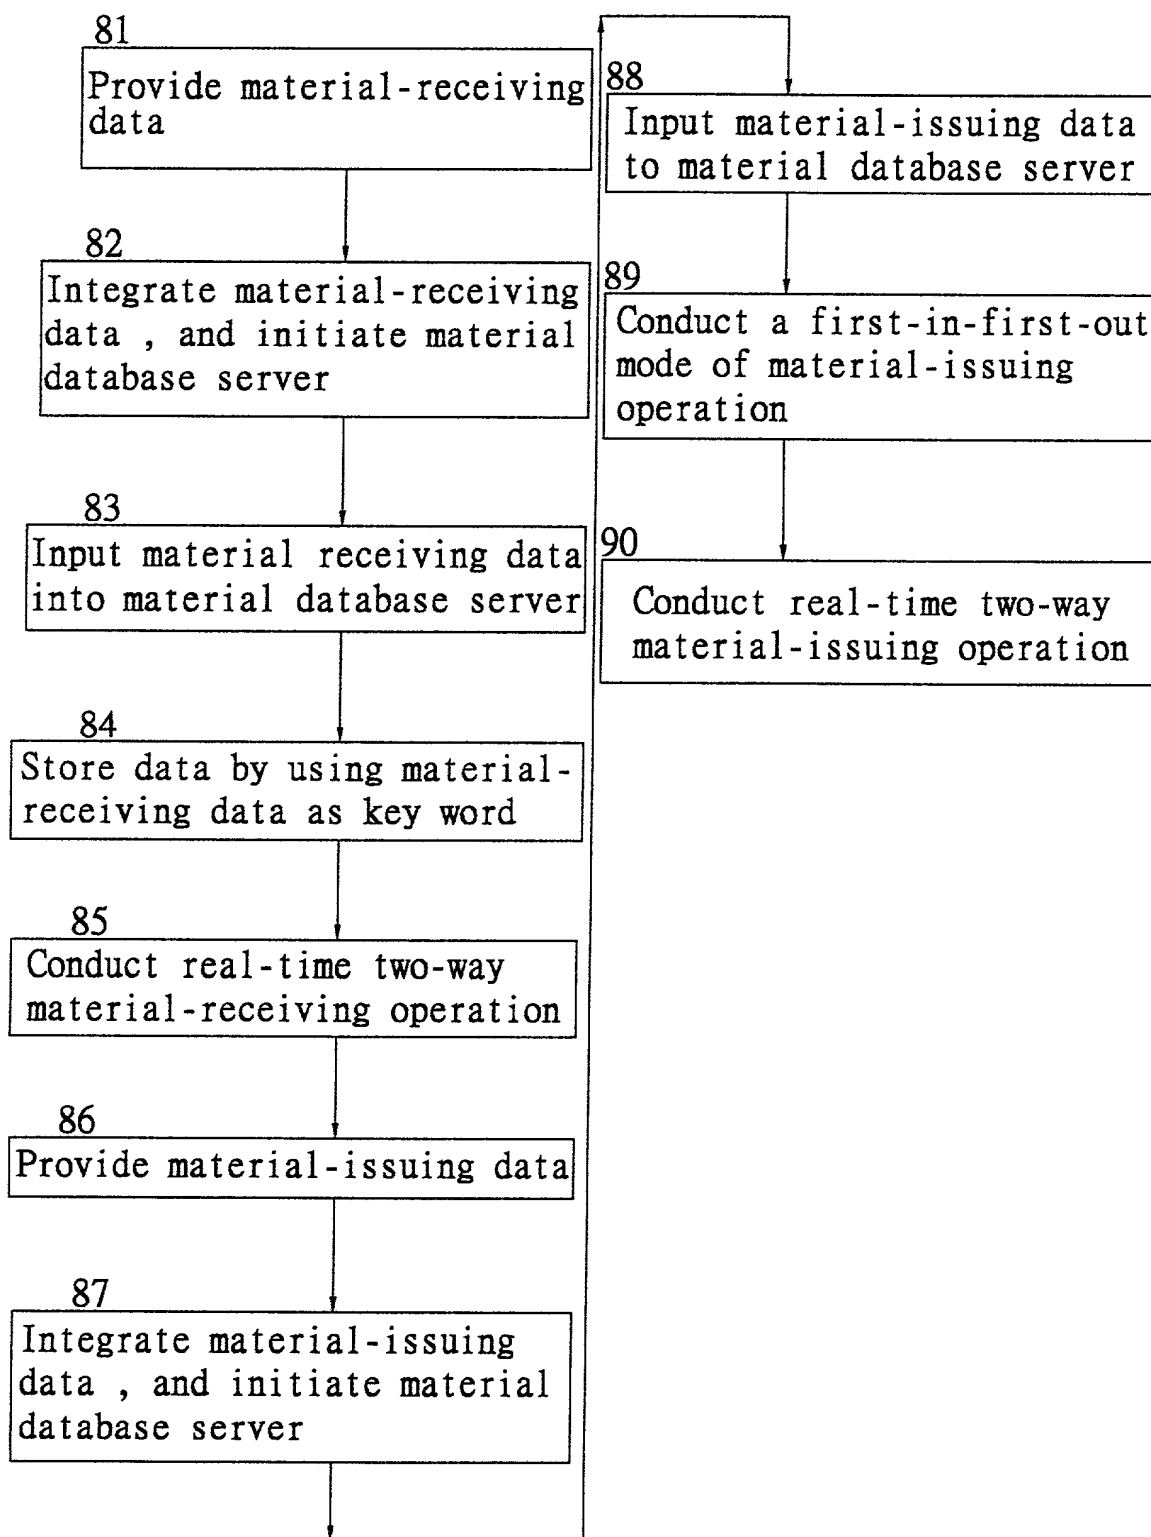 81
Provide material-receiving
data
82
Integrate material-receiving
data , and initiate material
database server
83
Input material receiving data
into material database server
84
Store data by using material-
receiving data as key word
85
Conduct real-time two-way
material-receiving operation
86
Provide material-issuing data
87
Integrate material-issuing
data , and initiate material
database server
88
Input material-issuing data
to material database server
89
Conduct a first-in-first-out
mode of material-issuing
operation
90
Conduct real-time two-way
material-issuing operation